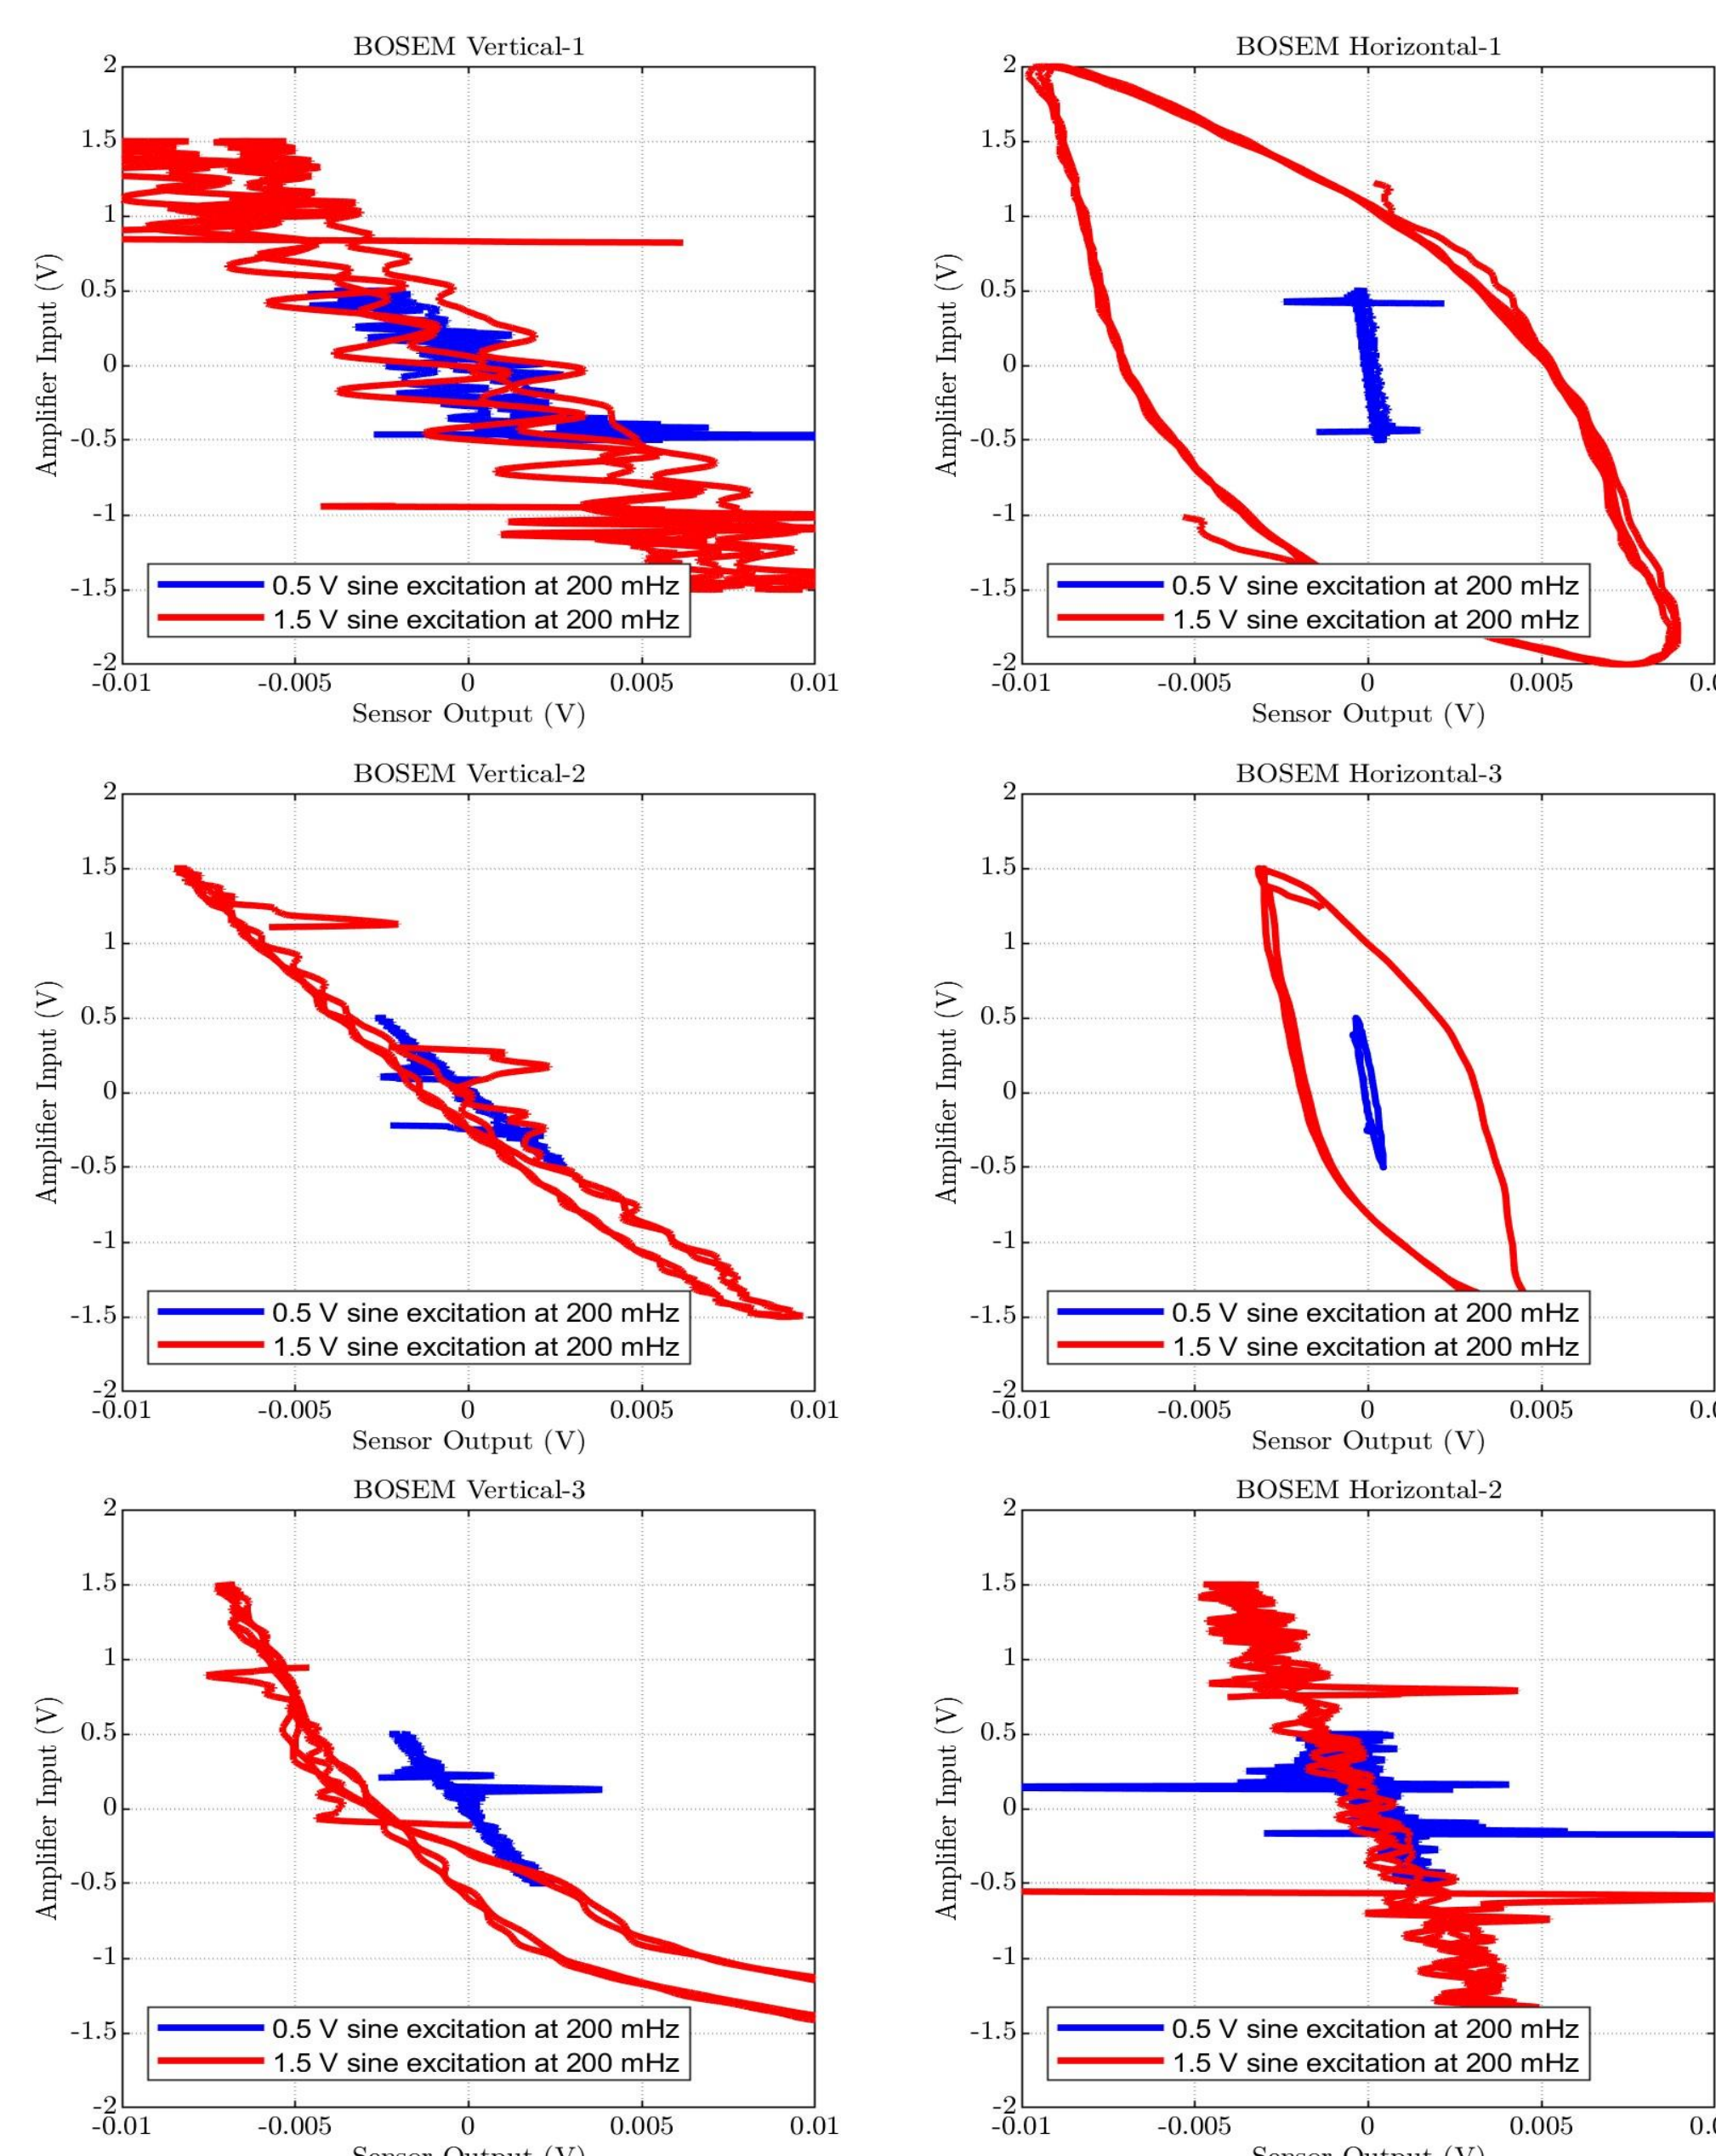 BOSEM Vertical-1
2
1.5
1
0.5
0
-0.5
-1
-1.5
-2
Amplifier Input (V)
0.5 V sine excitation at 200 mHz
1.5 V sine excitation at 200 mHz
-0.01 -0.005 0 0.005 0.01
Sensor Output (V)
BOSEM Horizontal-1
2
1.5
1
0.5
0
-0.5
-1
-1.5
-2
Amplifier Input (V)
0.5 V sine excitation at 200 mHz
1.5 V sine excitation at 200 mHz
-0.01 -0.005 0 0.005
Sensor Output (V)
BOSEM Vertical-2
2
1.5
1
0.5
0
-0.5
-1
-1.5
-2
Amplifier Input (V)
0.5 V sine excitation at 200 mHz
1.5 V sine excitation at 200 mHz
-0.01 -0.005 0 0.005 0.01
Sensor Output (V)
BOSEM Horizontal-3
2
1.5
1
0.5
0
-0.5
-1
-1.5
-2
Amplifier Input (V)
0.5 V sine excitation at 200 mHz
1.5 V sine excitation at 200 mHz
-0.01 -0.005 0 0.005
Sensor Output (V)
BOSEM Vertical-3
2
1.5
1
0.5
0
-0.5
-1
-1.5
-2
Amplifier Input (V)
0.5 V sine excitation at 200 mHz
1.5 V sine excitation at 200 mHz
-0.01 -0.005 0 0.005 0.01
Sensor Output (V)
BOSEM Horizontal-2
2
1.5
1
0.5
0
-0.5
-1
-1.5
-2
Amplifier Input (V)
0.5 V sine excitation at 200 mHz
1.5 V sine excitation at 200 mHz
-0.01 -0.005 0 0.005
Sensor Output (V)